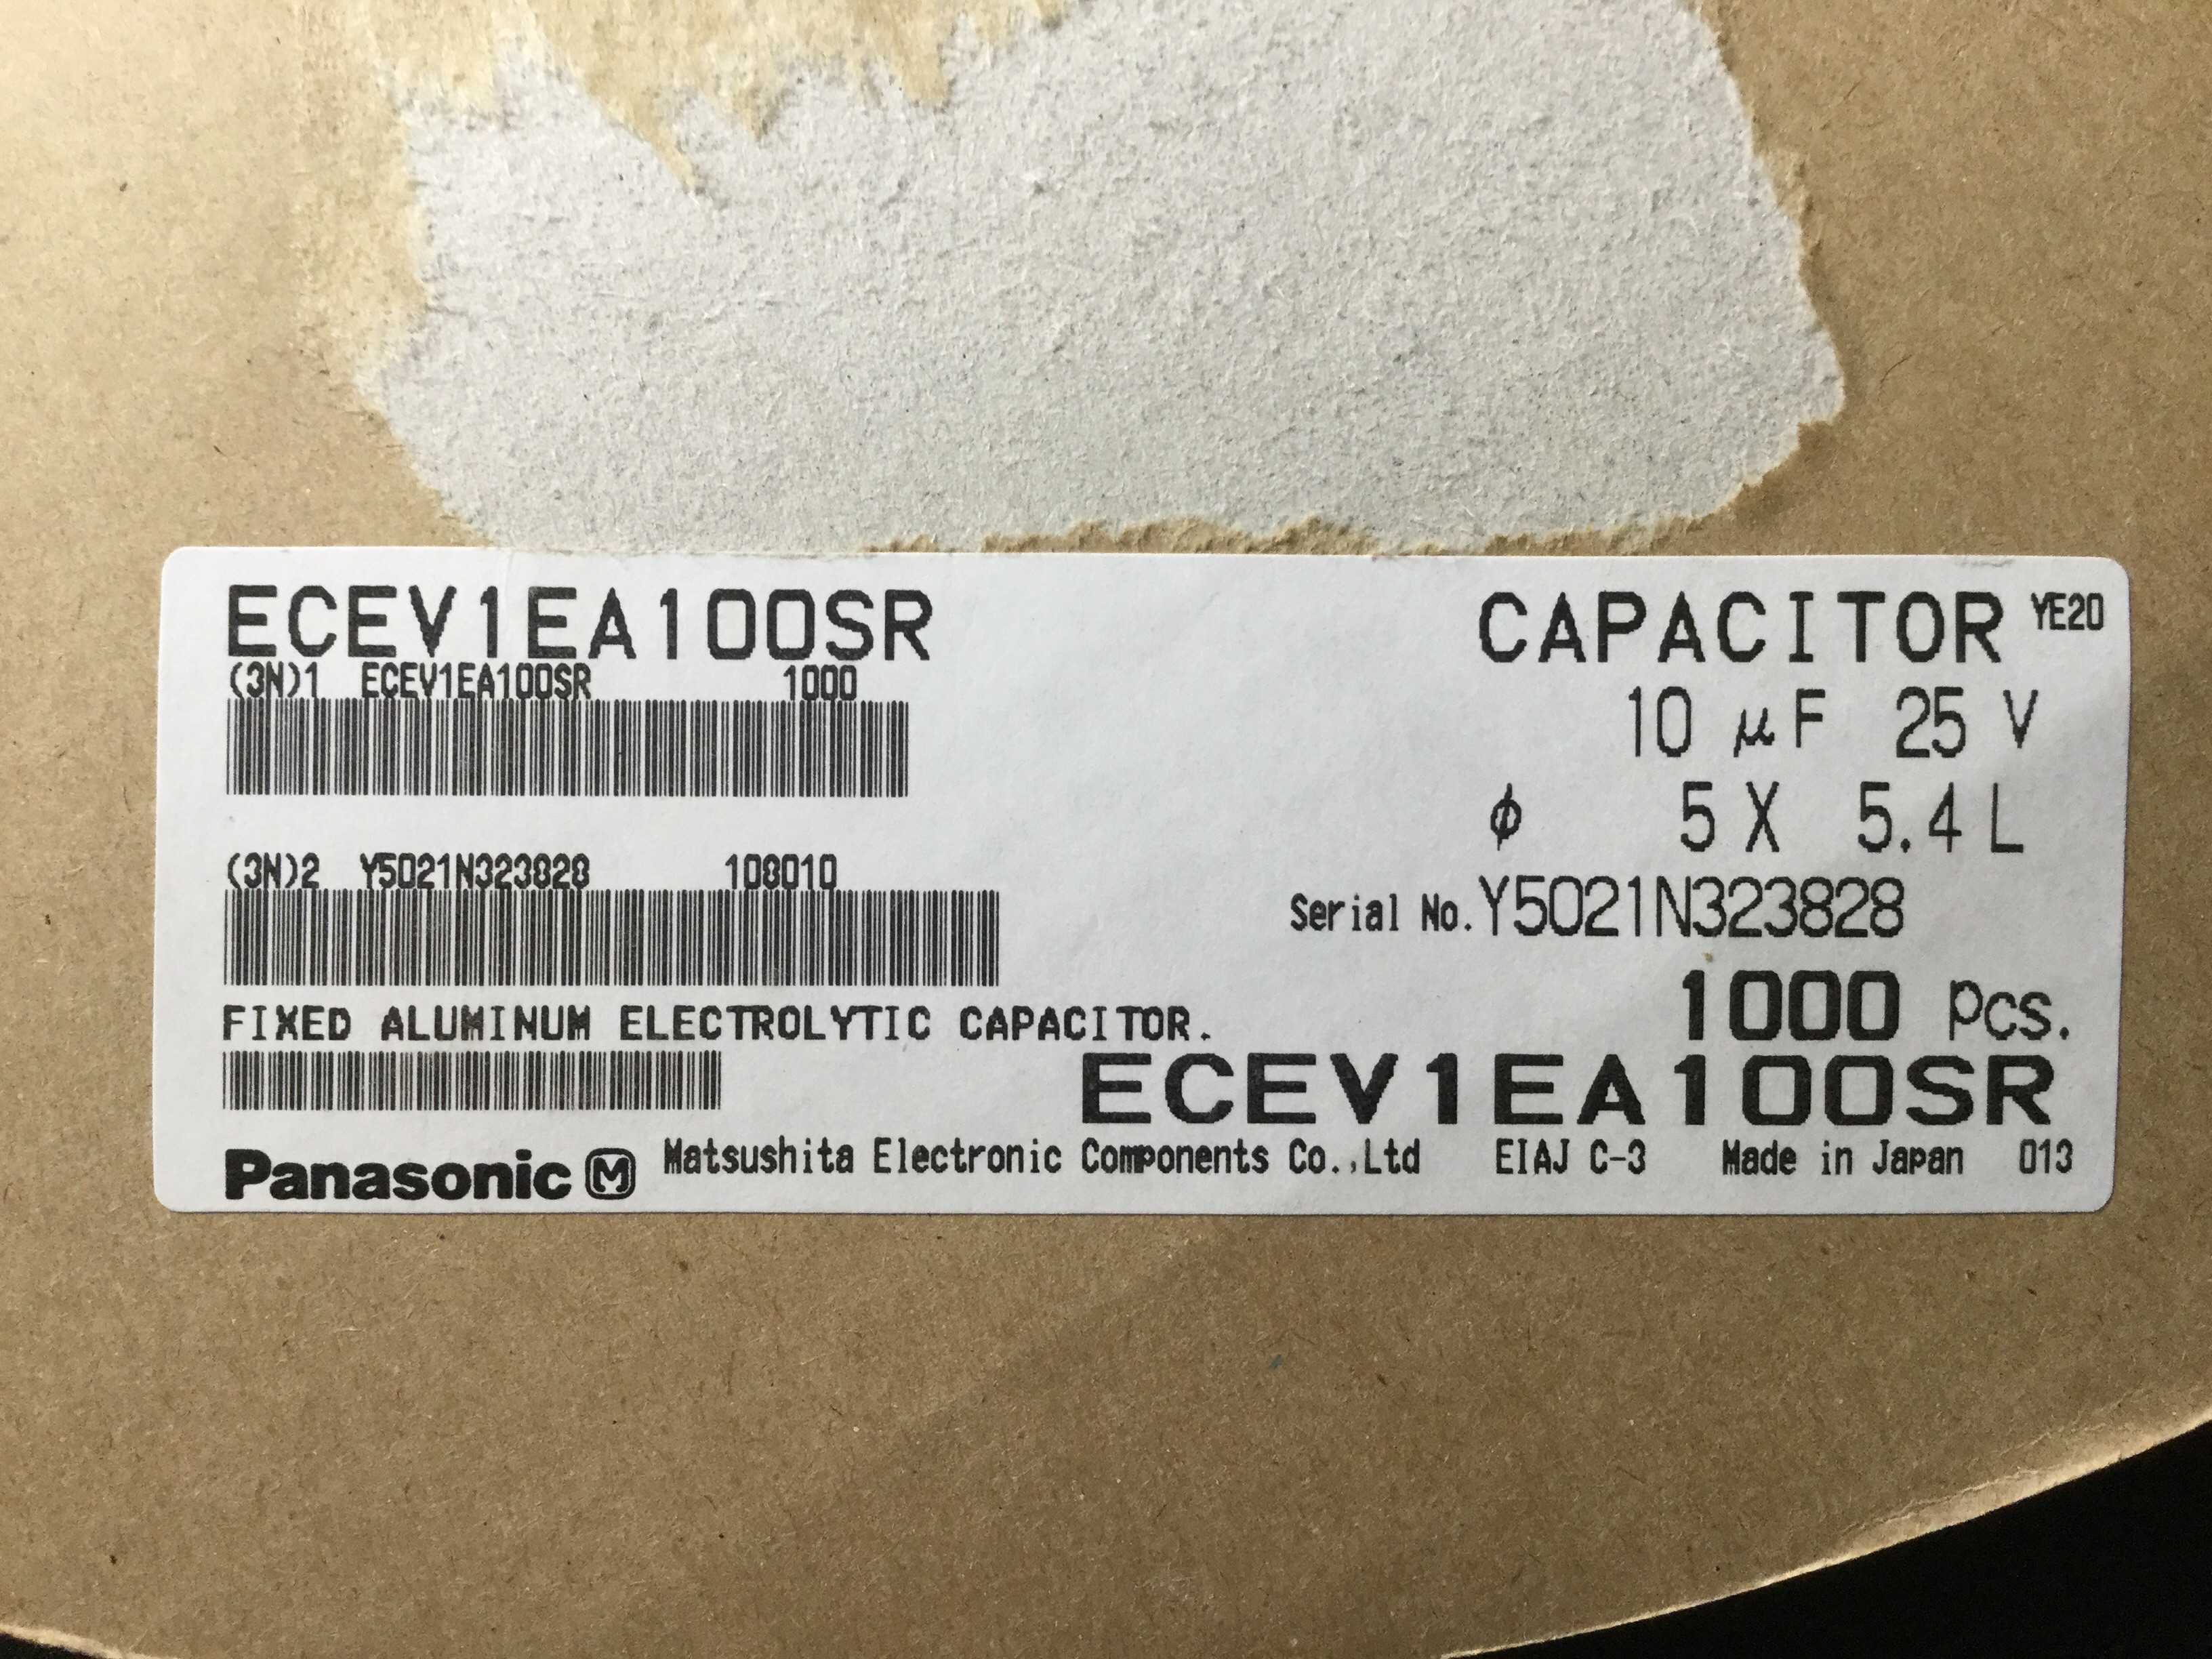 ECEV1EA100SR
CAPACITOR YE20
(3N)1 ECEV1EA100SR 1000
10 μF 25 V
ϕ 5 X 5.4 L
(3N)2 Y5021N323828 108010
Serial No. Y5021N323828
1000 pcs.
FIXED ALUMINUM ELECTROLYTIC CAPACITOR.
ECEV1EA100SR
Panasonic M Matsushita Electronic Components Co.,Ltd EIAJ C-3 Made in Japan 013